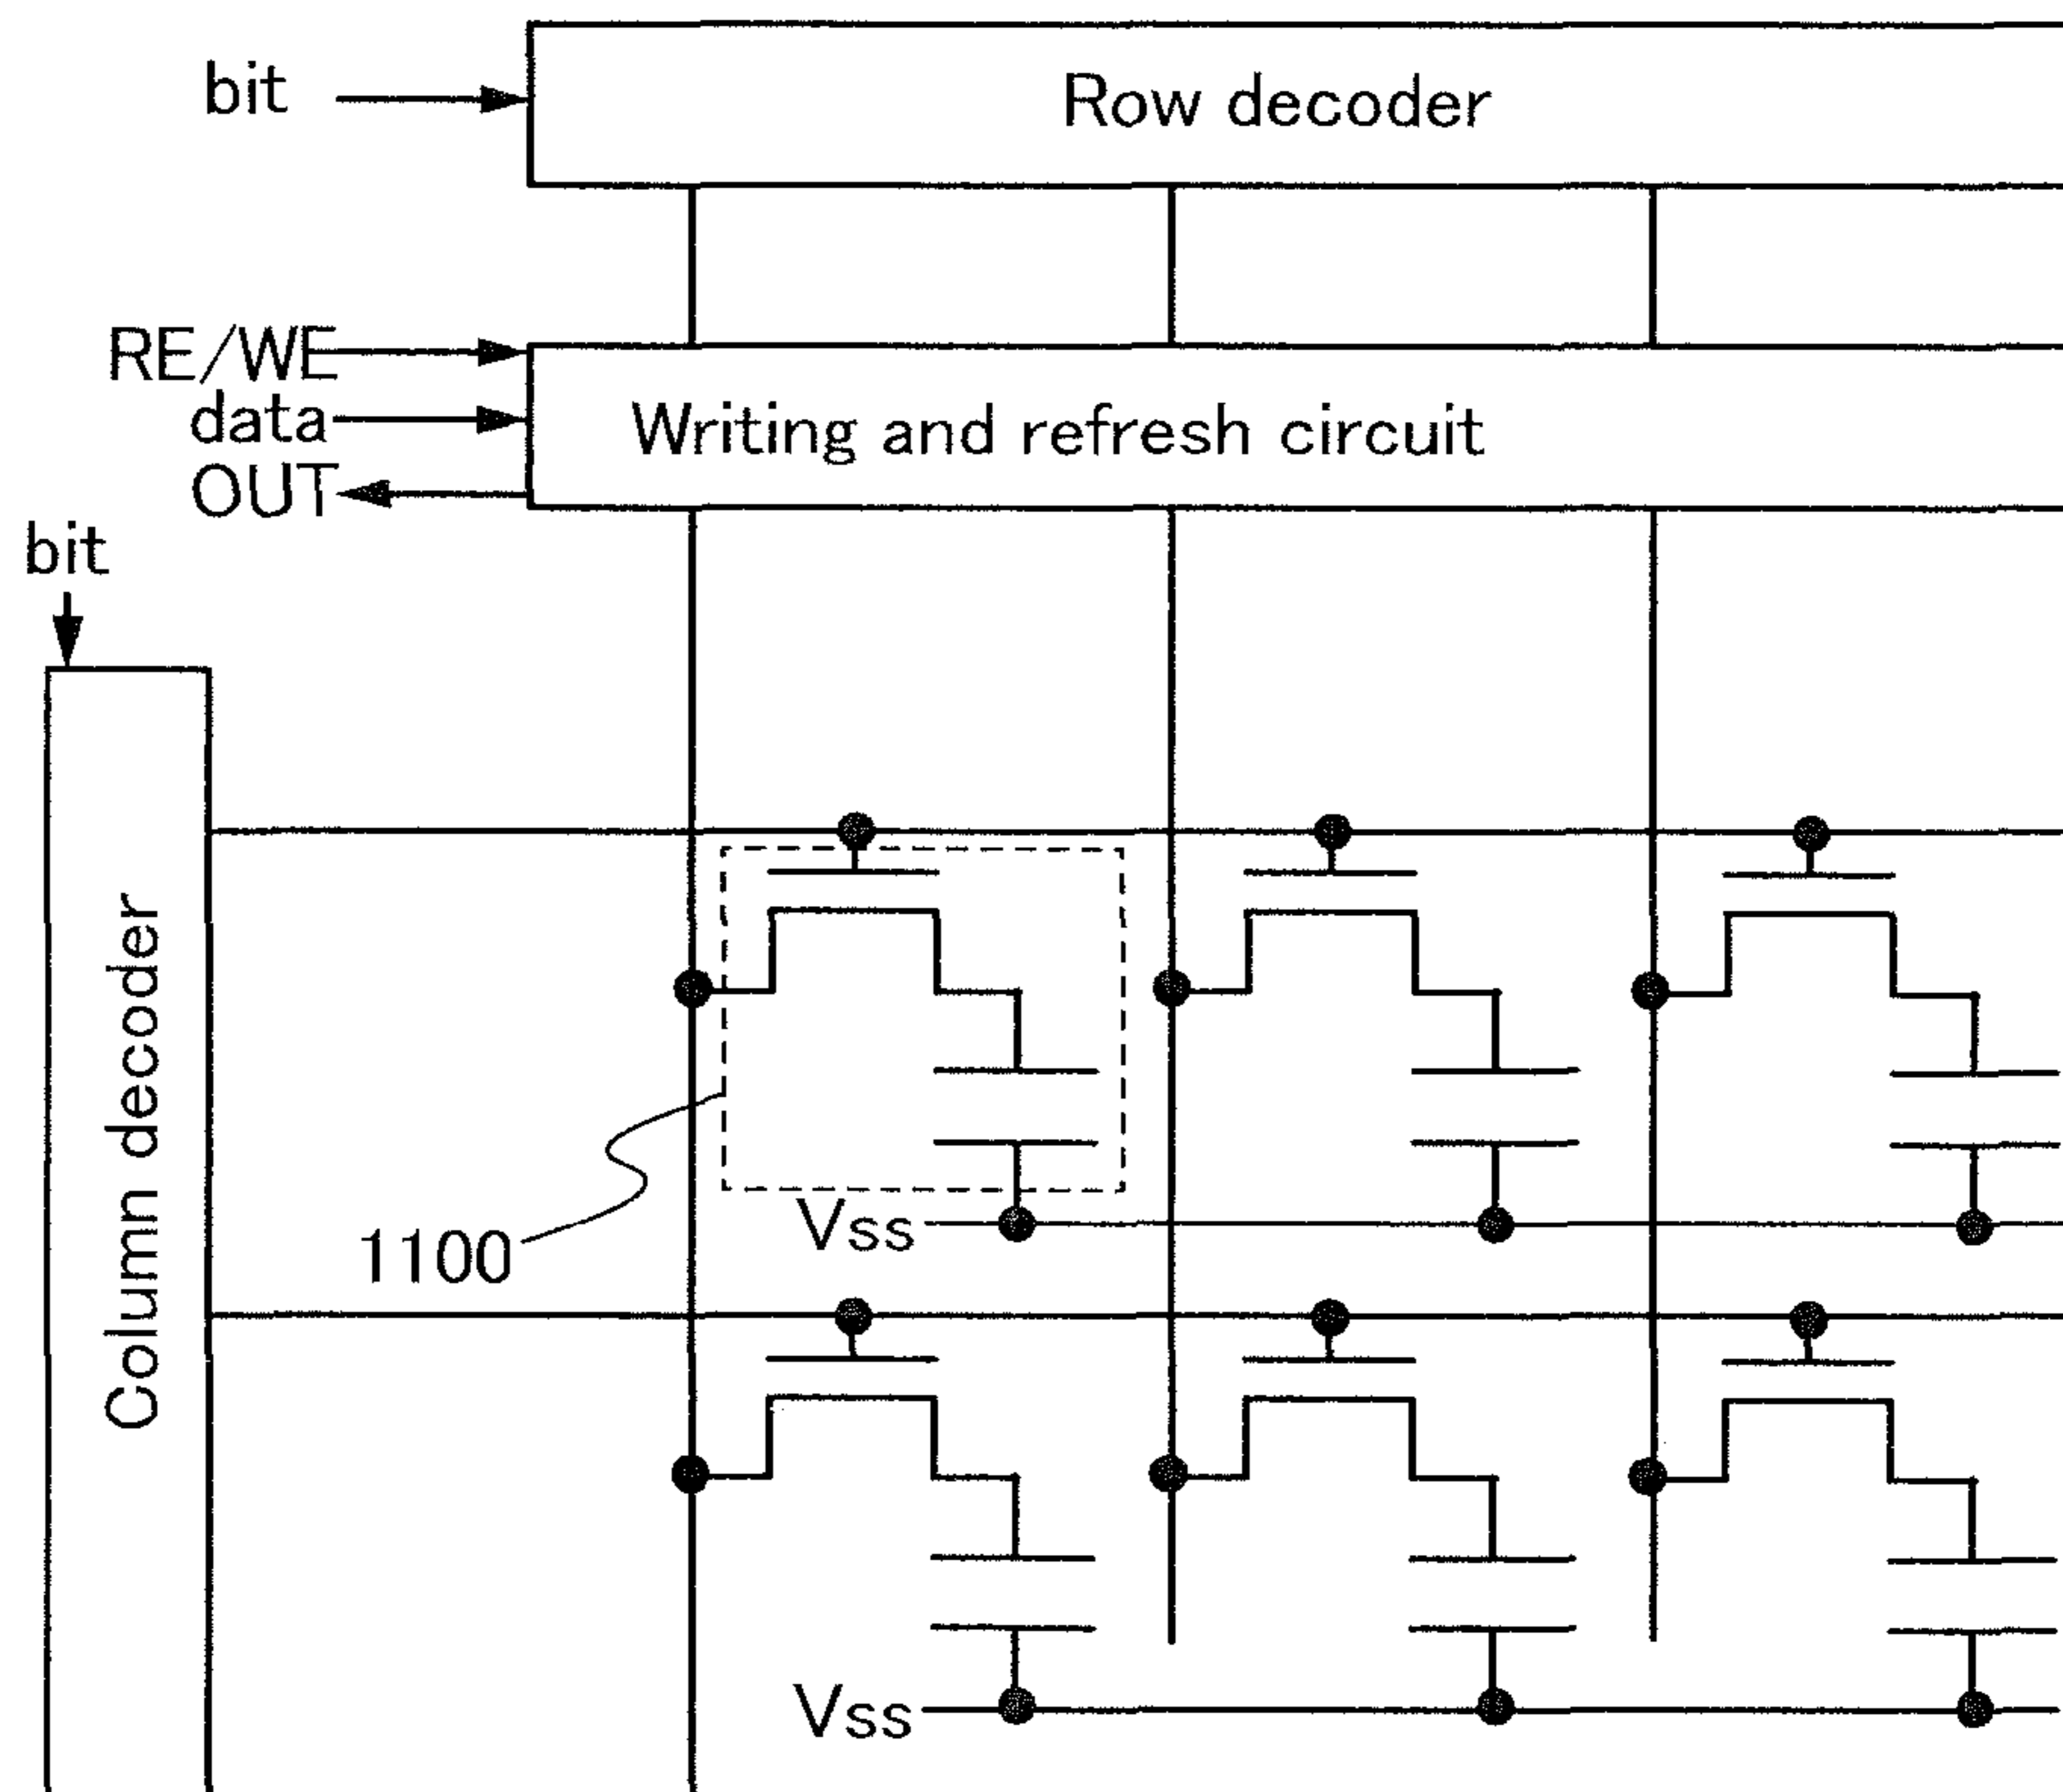 bit
Row decoder
RE/WE
data
OUT
Writing and refresh circuit
bit
Column decoder
1100
Vss
Vss